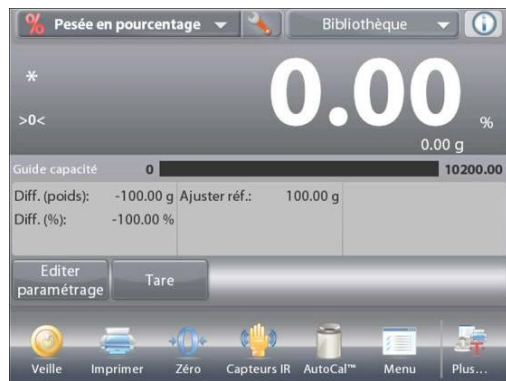 % Pesée en pourcentage Bibliothèque
*
0.00 %
>0<
0.00 g
Guide capacité 0 10200.00
Diff. (poids): -100.00 g Ajuster réf.: 100.00 g
Diff. (%): -100.00 %
Editer paramétrage
Tare
Veille Imprimer Zéro Capteurs IR AutoCal™ Menu Plus...